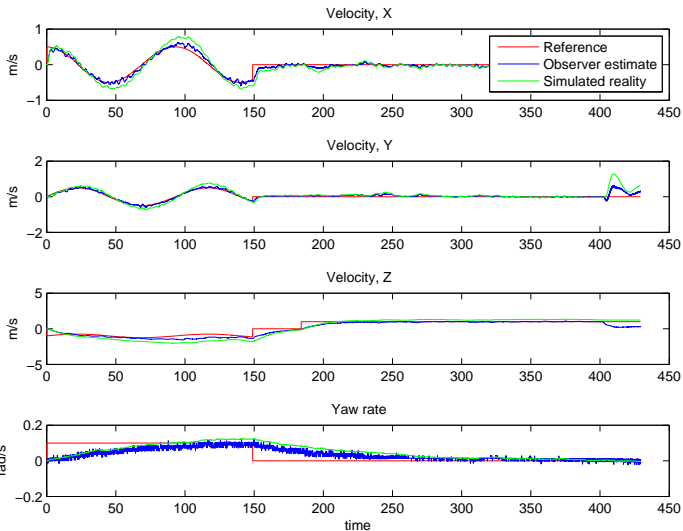 Velocity, X
1
0
−1
m/s
Reference
Observer estimate
Simulated reality
0 50 100 150 200 250 300 350 400 450
Velocity, Y
2
0
−2
m/s
0 50 100 150 200 250 300 350 400 450
Velocity, Z
5
0
−5
m/s
0 50 100 150 200 250 300 350 400 450
Yaw rate
0.2
0
−0.2
rad/s
0 50 100 150 200 250 300 350 400 450
time